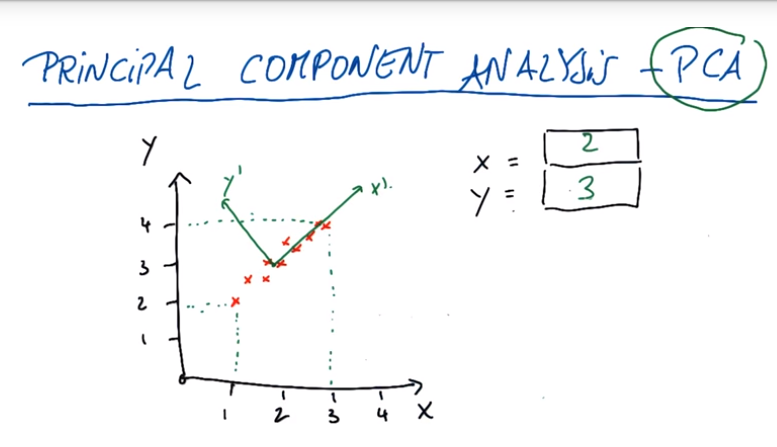 PRINCIPAL COMPONENT ANALYSIS - PCA
Y
y'
x'.
4
3
2
1
1 2 3 4 X
X = 2
Y = 3